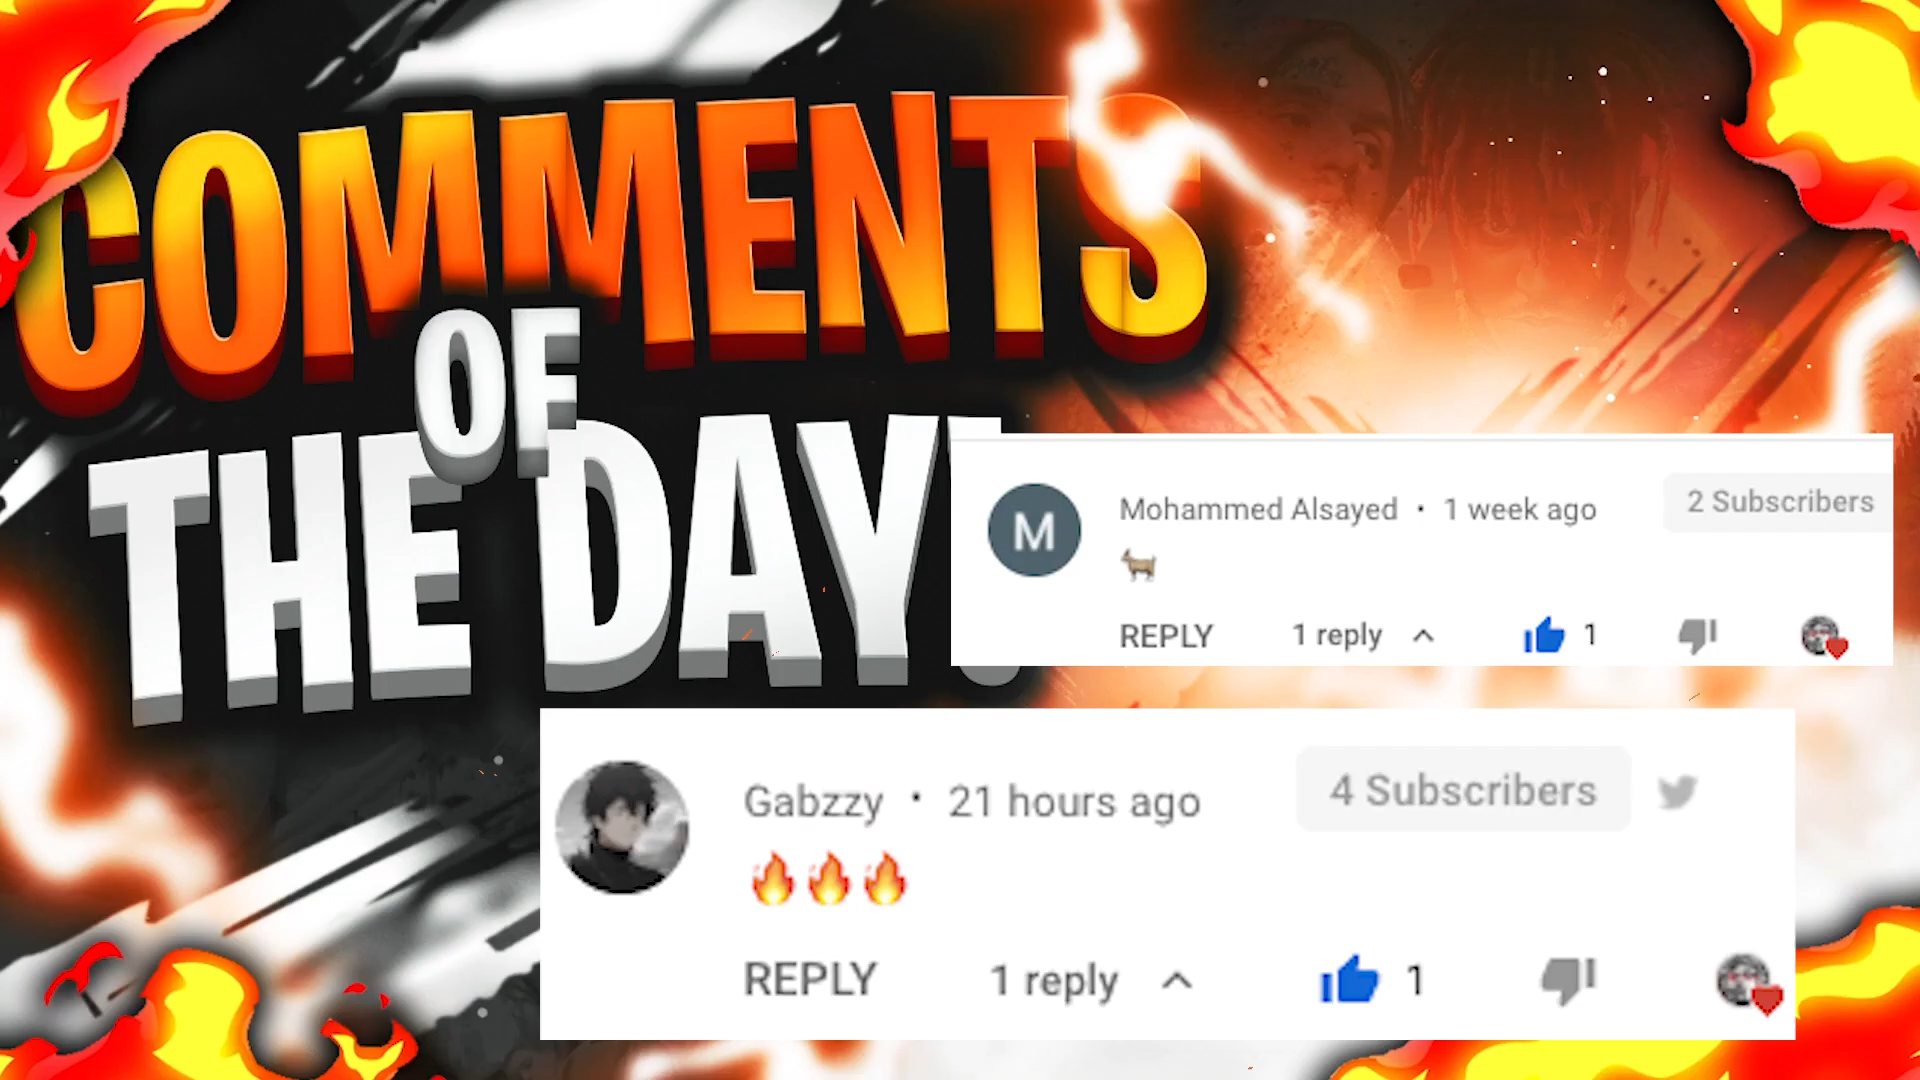 COMMENTS
OF
THE DAY!
Mohammed Alsayed • 1 week ago 2 Subscribers
🐐
REPLY 1 reply 1
Gabzzy • 21 hours ago 4 Subscribers
🔥🔥🔥
REPLY 1 reply 1